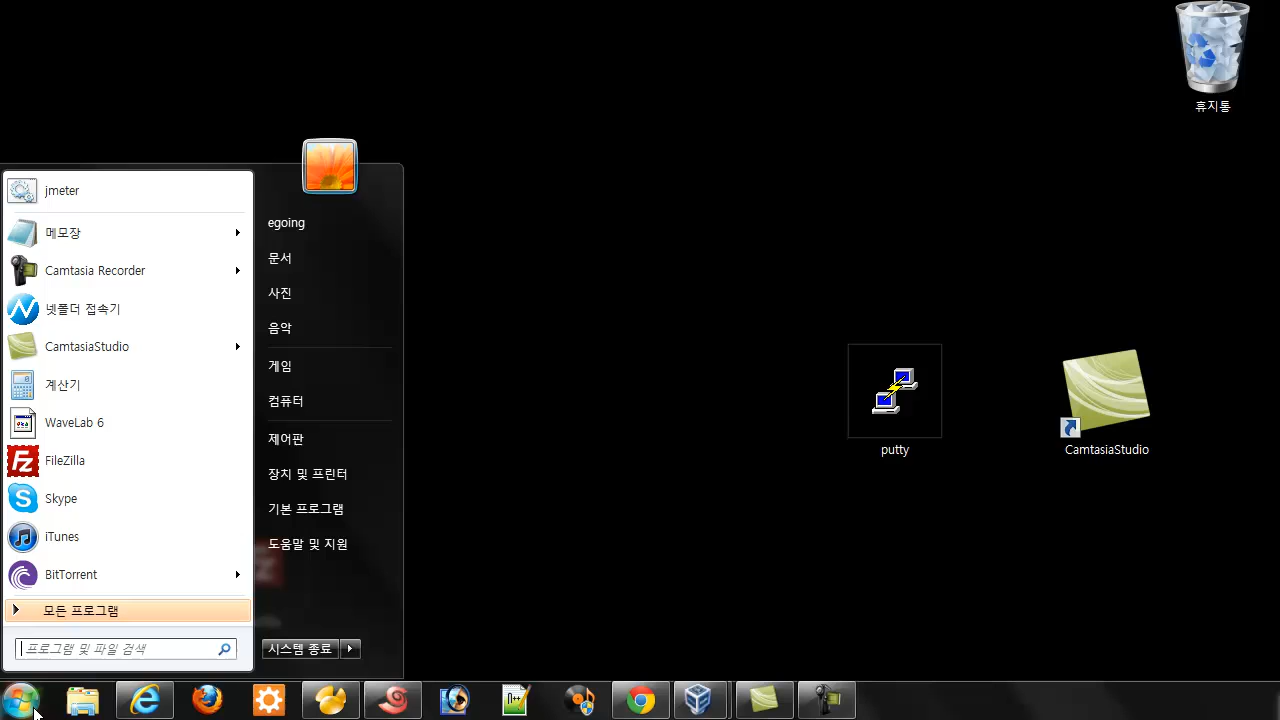 휴지통
jmeter
메모장
Camtasia Recorder
넷폴더 접속기
CamtasiaStudio
계산기
WaveLab 6
FileZilla
Skype
iTunes
BitTorrent
모든 프로그램
프로그램 및 파일 검색
egoing
문서
사진
음악
게임
컴퓨터
제어판
장치 및 프린터
기본 프로그램
도움말 및 지원
시스템 종료
putty
CamtasiaStudio